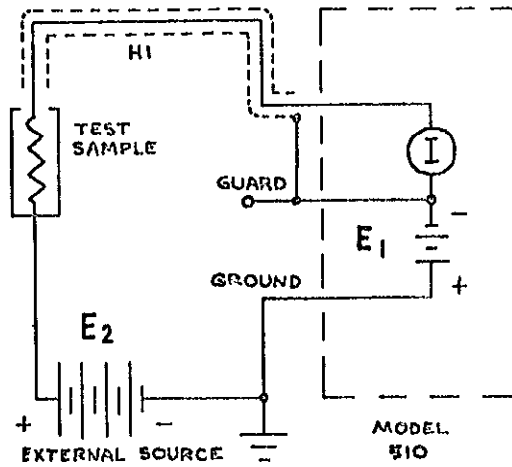 HI
TEST
SAMPLE
I
GUARD
E1
-
+
GROUND
E2
+
-
EXTERNAL SOURCE
MODEL
510